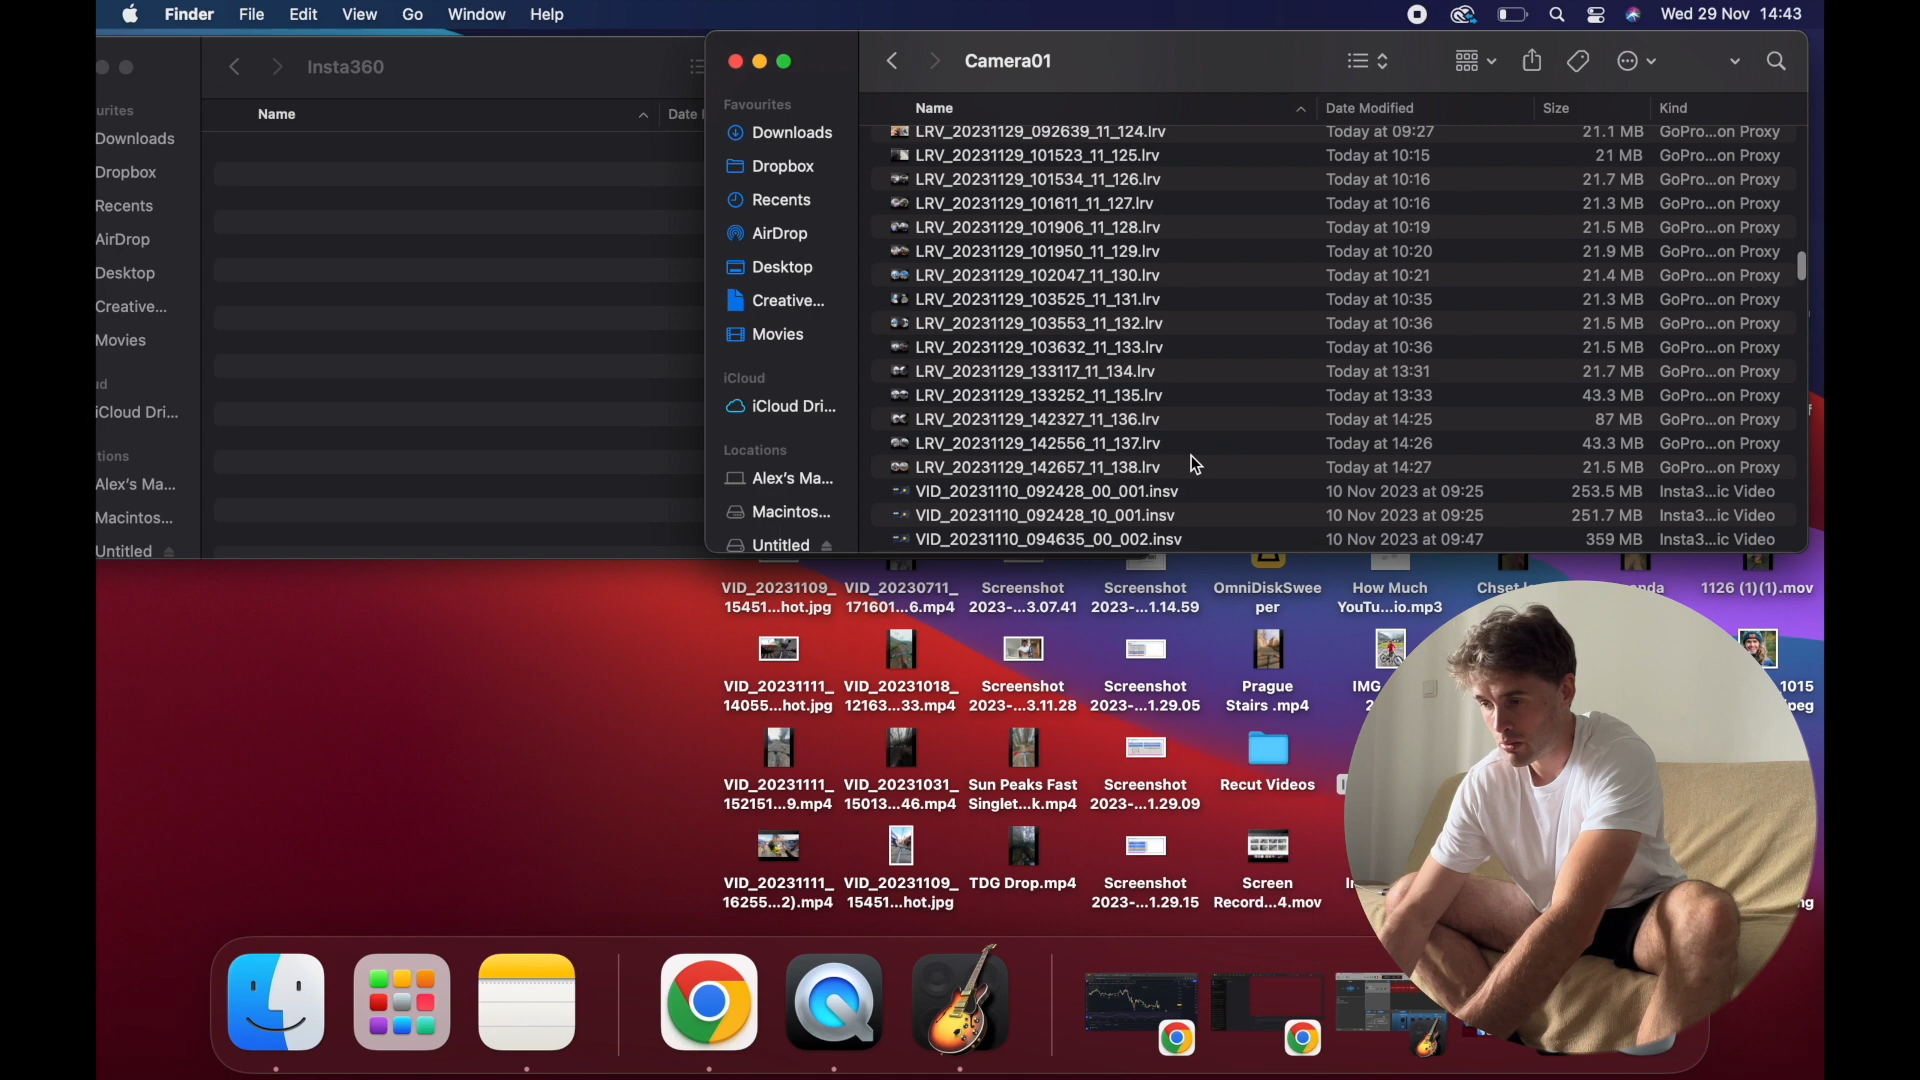 Finder File Edit View Go Window Help
Wed 29 Nov 14:43
Insta360
Name
Date
Downloads
Dropbox
Recents
AirDrop
Desktop
Creative...
Movies
iCloud Dri...
Alex's Ma...
Macintos...
Untitled
Camera01
Favourites
Downloads
Dropbox
Recents
AirDrop
Desktop
Creative...
Movies
iCloud
iCloud Dri...
Locations
Alex's Ma...
Macintos...
Untitled
Name Date Modified Size Kind
LRV_20231129_092639_11_124.lrv Today at 09:27 21.1 MB GoPro...on Proxy
LRV_20231129_101523_11_125.lrv Today at 10:15 21 MB GoPro...on Proxy
LRV_20231129_101534_11_126.lrv Today at 10:16 21.7 MB GoPro...on Proxy
LRV_20231129_101611_11_127.lrv Today at 10:16 21.3 MB GoPro...on Proxy
LRV_20231129_101906_11_128.lrv Today at 10:19 21.5 MB GoPro...on Proxy
LRV_20231129_101950_11_129.lrv Today at 10:20 21.9 MB GoPro...on Proxy
LRV_20231129_102047_11_130.lrv Today at 10:21 21.4 MB GoPro...on Proxy
LRV_20231129_103525_11_131.lrv Today at 10:35 21.3 MB GoPro...on Proxy
LRV_20231129_103553_11_132.lrv Today at 10:36 21.5 MB GoPro...on Proxy
LRV_20231129_103632_11_133.lrv Today at 10:36 21.5 MB GoPro...on Proxy
LRV_20231129_133117_11_134.lrv Today at 13:31 21.7 MB GoPro...on Proxy
LRV_20231129_133252_11_135.lrv Today at 13:33 43.3 MB GoPro...on Proxy
LRV_20231129_142327_11_136.lrv Today at 14:25 87 MB GoPro...on Proxy
LRV_20231129_142556_11_137.lrv Today at 14:26 43.3 MB GoPro...on Proxy
LRV_20231129_142657_11_138.lrv Today at 14:27 21.5 MB GoPro...on Proxy
VID_20231110_092428_00_001.insv 10 Nov 2023 at 09:25 253.5 MB Insta3...ic Video
VID_20231110_092428_10_001.insv 10 Nov 2023 at 09:25 251.7 MB Insta3...ic Video
VID_20231110_094635_00_002.insv 10 Nov 2023 at 09:47 359 MB Insta3...ic Video
VID_20231109_ VID_20230711_ Screenshot Screenshot OmniDiskSwee How Much 1126 (1)(1).mov
15451...hot.jpg 171601...6.mp4 2023-...3.07.41 2023-...1.14.59 per YouTu...io.mp3
VID_20231111_ VID_20231018_ Screenshot Screenshot Prague IMG
14055...hot.jpg 12163...33.mp4 2023-...3.11.28 2023-...1.29.05 Stairs .mp4
VID_20231111_ VID_20231031_ Sun Peaks Fast Screenshot Recut Videos
152151...9.mp4 15013...46.mp4 Singlet...k.mp4 2023-...1.29.09
VID_20231111_ VID_20231109_ TDG Drop.mp4 Screenshot Screen
16255...2).mp4 15451...hot.jpg 2023-...1.29.15 Record...4.mov